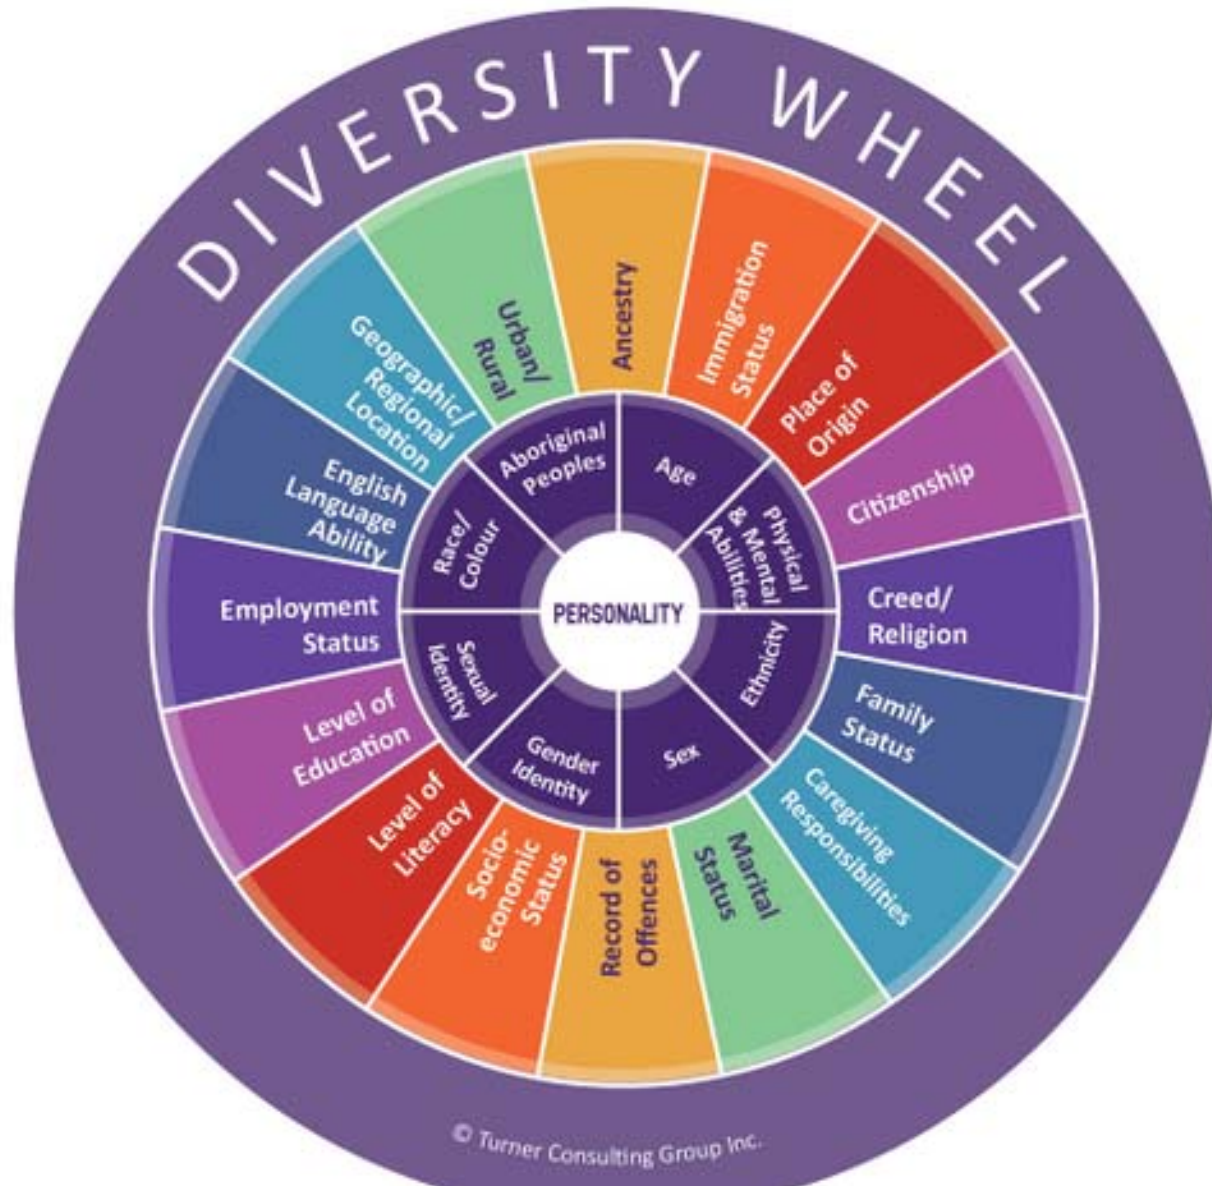 DIVERSITY WHEEL
Ancestry
Immigration
Status
Place of
Origin
Citizenship
Creed/
Religion
Family
Status
Caregiving
Responsibilities
Marital
Status
Record of
Offences
Socio-
economic
Status
Level of
Literacy
Level of
Education
Employment
Status
English
Language
Ability
Geographic/
Regional
Location
Urban/
Rural
Age
Physical
& Mental
Abilities
Ethnicity
Sex
Gender
Identity
Sexual
Identity
Race/
Colour
Aboriginal
Peoples
PERSONALITY
© Turner Consulting Group Inc.